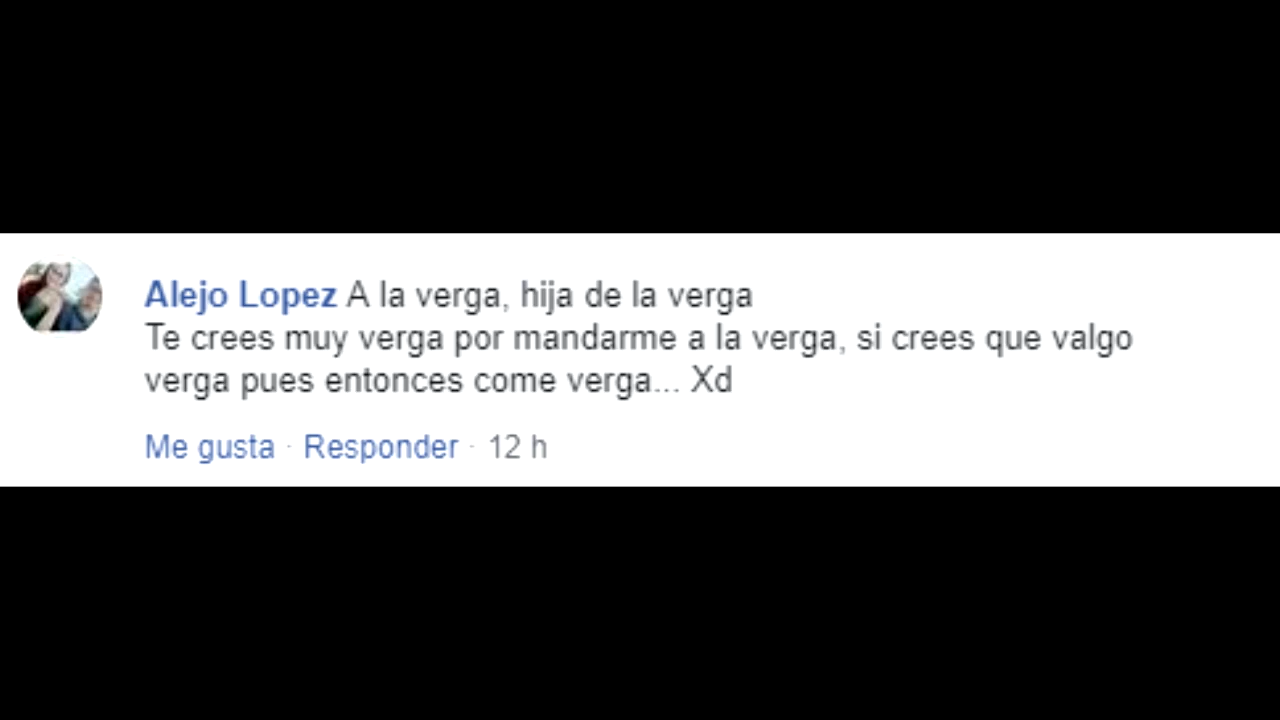 Alejo Lopez A la verga, hija de la verga
Te crees muy verga por mandarme a la verga, si crees que valgo
verga pues entonces come verga... Xd
Me gusta · Responder · 12 h